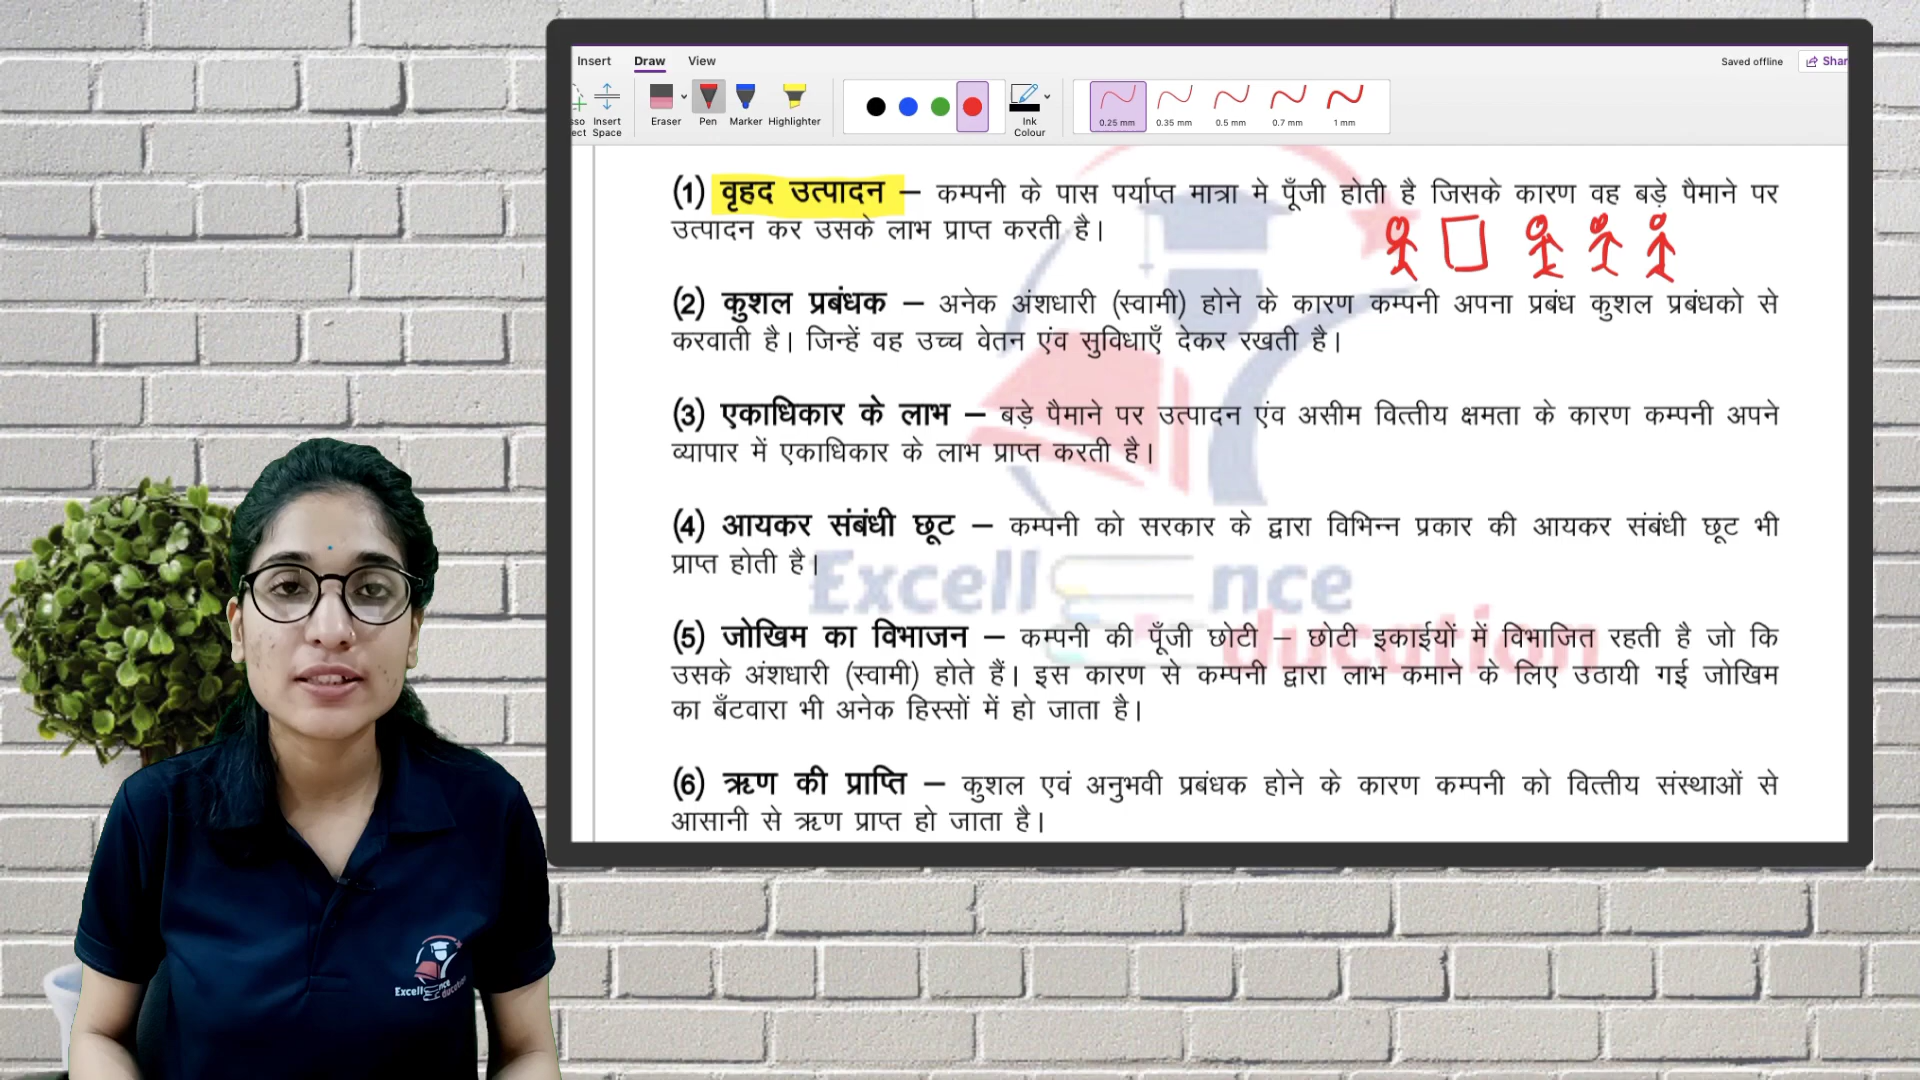 Insert Draw View
Saved offline
Eraser Pen Marker Highlighter
Insert Space
Ink Colour
0.25 mm 0.35 mm 0.5 mm 0.7 mm 1 mm
(1) वृहद उत्पादन – कम्पनी के पास पर्याप्त मात्रा मे पूँजी होती है जिसके कारण वह बड़े पैमाने पर
उत्पादन कर उसके लाभ प्राप्त करती है।
(2) कुशल प्रबंधक – अनेक अंशधारी (स्वामी) होने के कारण कम्पनी अपना प्रबंध कुशल प्रबंधको से
करवाती है। जिन्हें वह उच्च वेतन एंव सुविधाएँ देकर रखती है।
(3) एकाधिकार के लाभ – बड़े पैमाने पर उत्पादन एंव असीम वित्तीय क्षमता के कारण कम्पनी अपने
व्यापार में एकाधिकार के लाभ प्राप्त करती है।
(4) आयकर संबंधी छूट – कम्पनी को सरकार के द्वारा विभिन्न प्रकार की आयकर संबंधी छूट भी
प्राप्त होती है।
Excellence
ducation
(5) जोखिम का विभाजन – कम्पनी की पूँजी छोटी – छोटी इकाईयों में विभाजित रहती है जो कि
उसके अंशधारी (स्वामी) होते हैं। इस कारण से कम्पनी द्वारा लाभ कमाने के लिए उठायी गई जोखिम
का बँटवारा भी अनेक हिस्सों में हो जाता है।
(6) ऋण की प्राप्ति – कुशल एवं अनुभवी प्रबंधक होने के कारण कम्पनी को वित्तीय संस्थाओं से
आसानी से ऋण प्राप्त हो जाता है।
Excellence
ducation